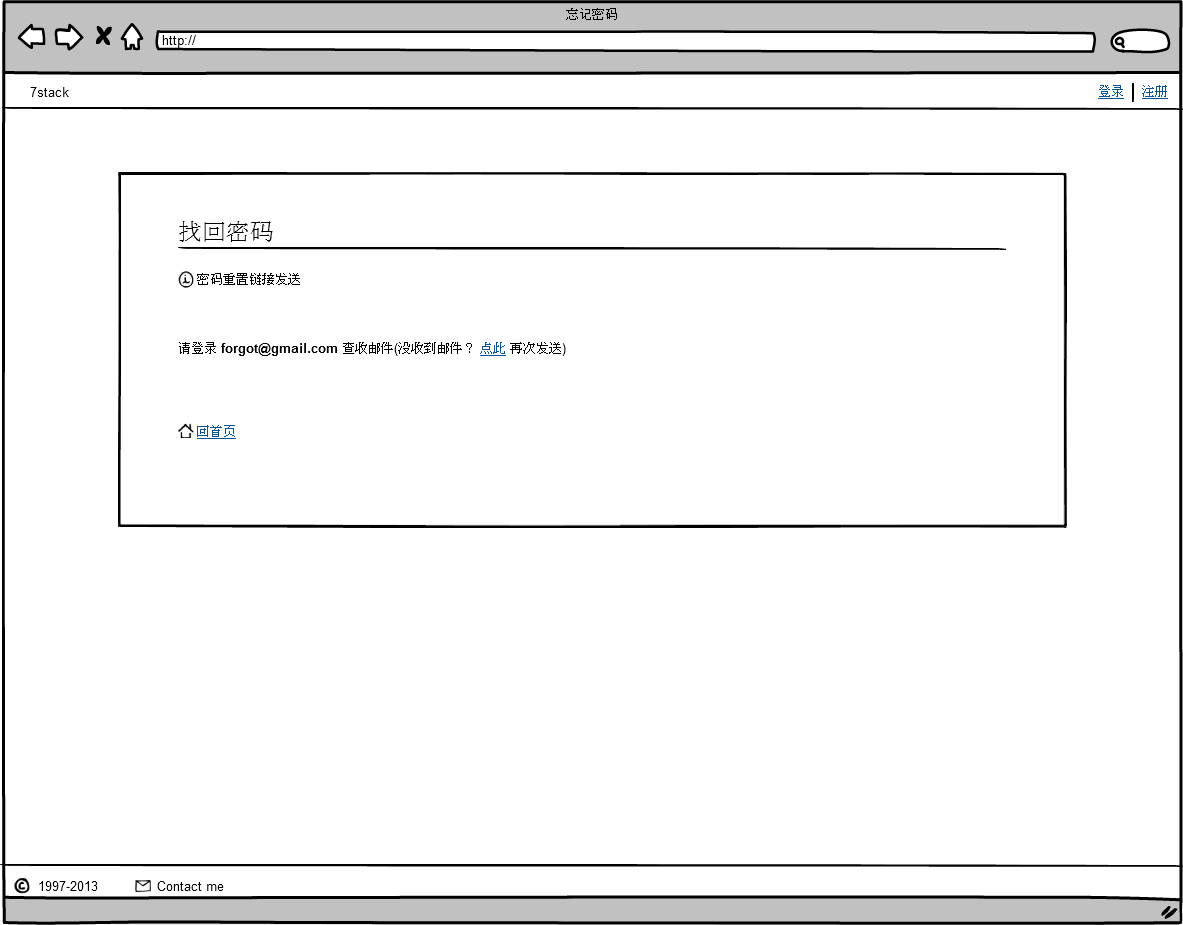 忘记密码
http://
7stack 登录 注册
找回密码
密码重置链接发送
请登录 forgot@gmail.com 查收邮件(没收到邮件？ 点此 再次发送)
回首页
© 1997-2013 Contact me